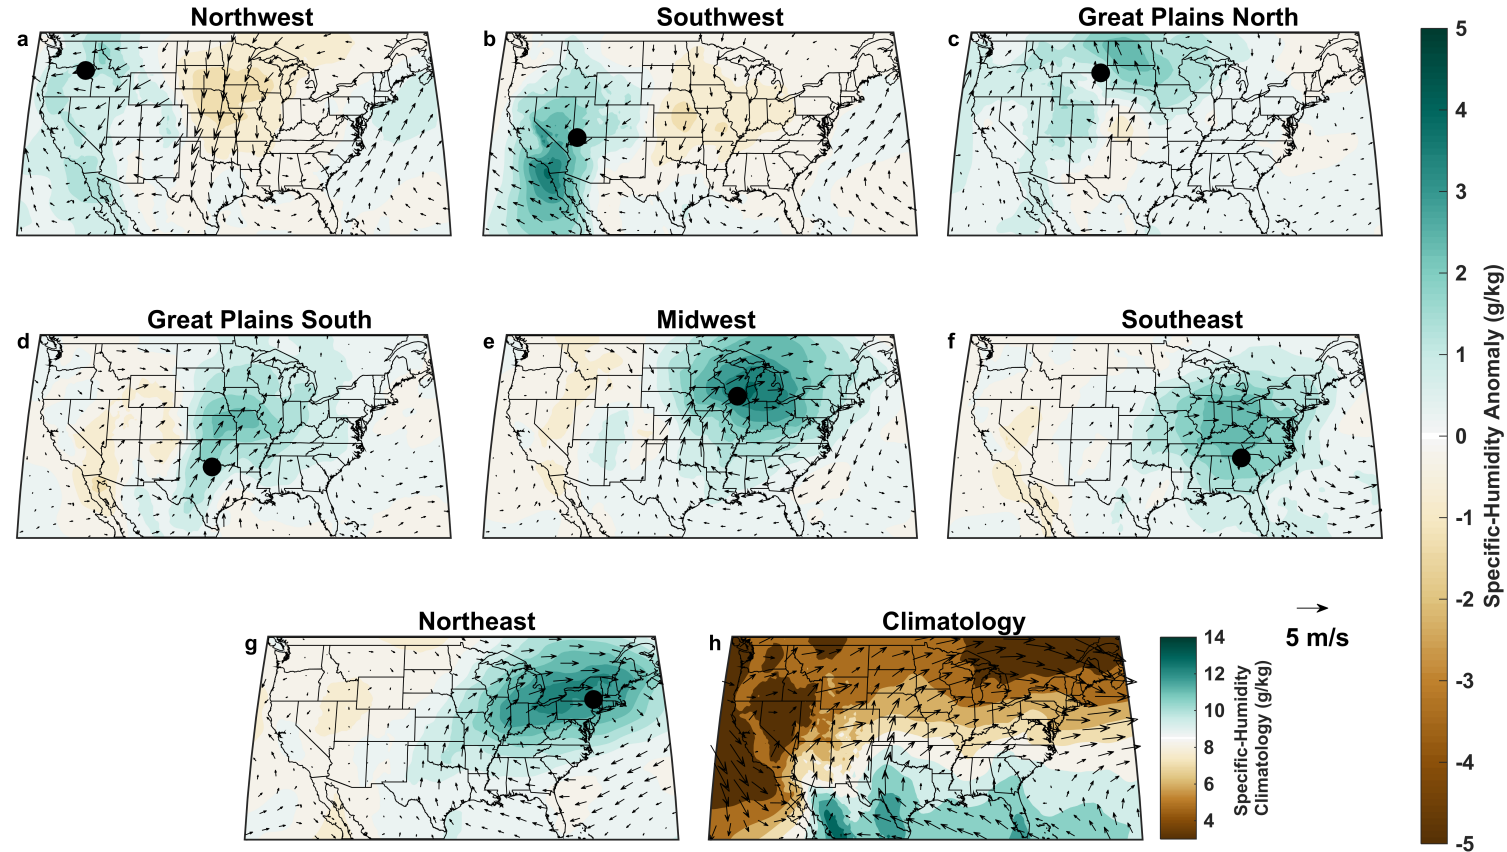 Northwest
Southwest
Great Plains North
a
b
c
Great Plains South
Midwest
Southeast
d
e
f
Northeast
Climatology
g
h
5 m/s
14
12
10
8
6
4
Specific-Humidity
Climatology (g/kg)
5
4
3
2
1
0
-1
-2
-3
-4
-5
Specific-Humidity Anomaly (g/kg)